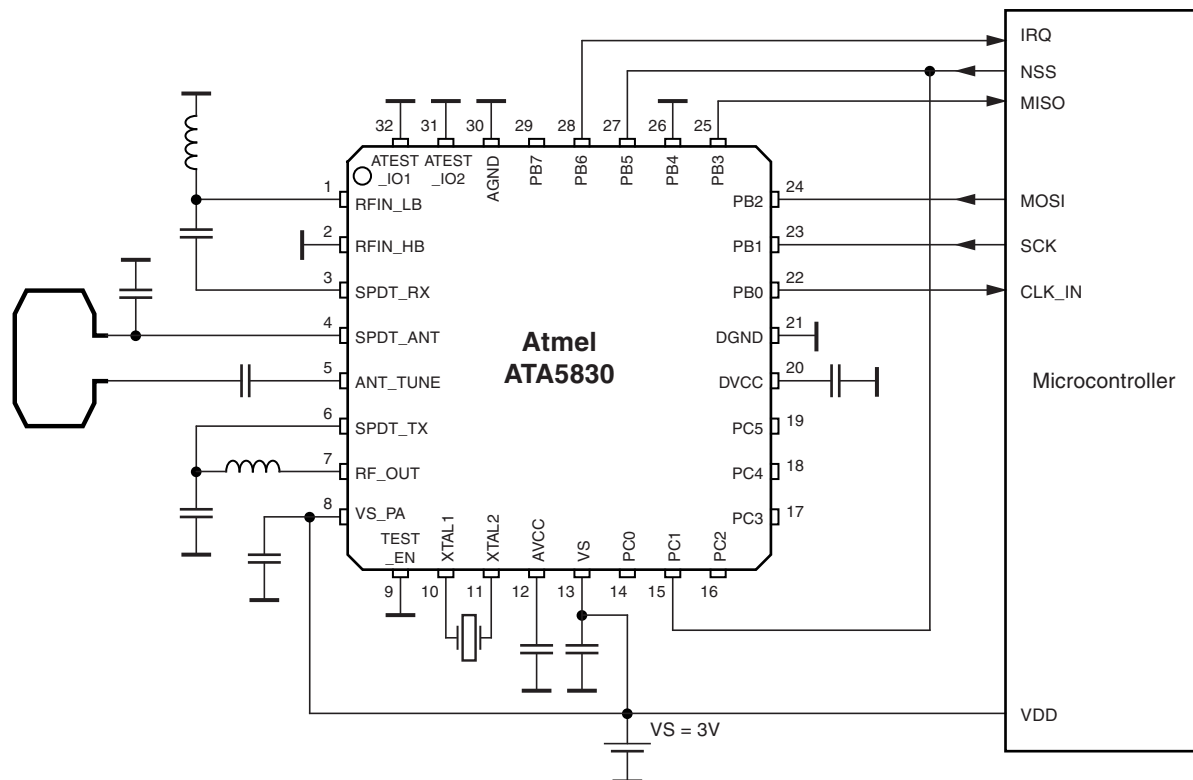 IRQ
NSS
MISO
32
31
30
29
28
27
26
25
ATEST
_IO1
ATEST
_IO2
AGND
PB7
PB6
PB5
PB4
PB3
1
RFIN_LB
PB2
24
MOSI
2
RFIN_HB
PB1
23
SCK
3
SPDT_RX
PB0
22
CLK_IN
4
SPDT_ANT
Atmel
ATA5830
DGND
21
5
ANT_TUNE
DVCC
20
Microcontroller
6
SPDT_TX
PC5
19
7
RF_OUT
PC4
18
8
VS_PA
PC3
17
TEST
_EN
XTAL1
XTAL2
AVCC
VS
PC0
PC1
PC2
9
10
11
12
13
14
15
16
VDD
VS = 3V